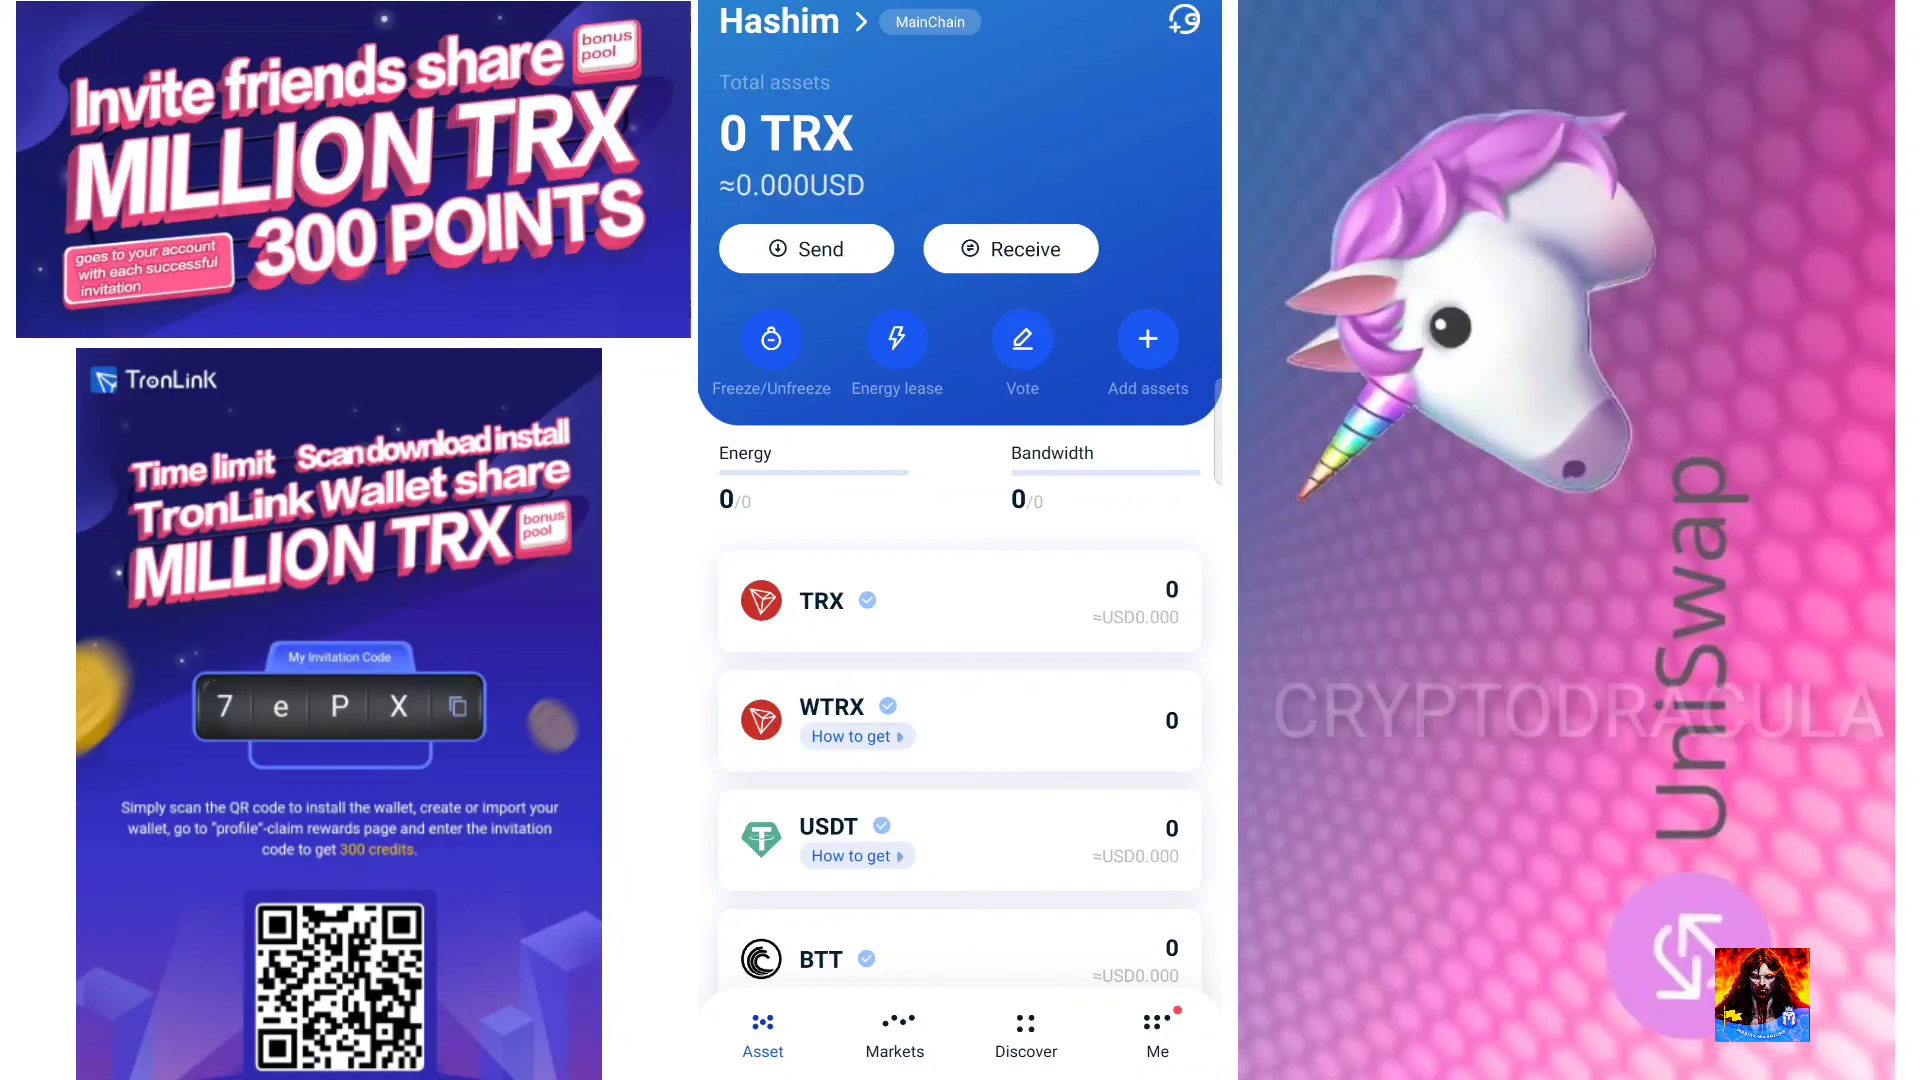 Invite friends share
bonus
pool
MILLION TRX
300 POINTS
goes to your account
with each successful
invitation
TronLink
Time limit Scan download install
TronLink Wallet share
MILLION TRX
bonus
pool
My Invitation Code
7 e P X
Simply scan the QR code to install the wallet, create or import your
wallet, go to "profile"-claim rewards page and enter the invitation
code to get 300 credits.
Hashim
MainChain
Total assets
0 TRX
≈0.000USD
Send
Receive
Freeze/Unfreeze
Energy lease
Vote
Add assets
Energy
Bandwidth
0/0
0/0
TRX
0
≈USD0.000
WTRX
How to get
0
USDT
How to get
0
≈USD0.000
BTT
0
≈USD0.000
Asset
Markets
Discover
Me
UniSwap
CRYPTODRACULA